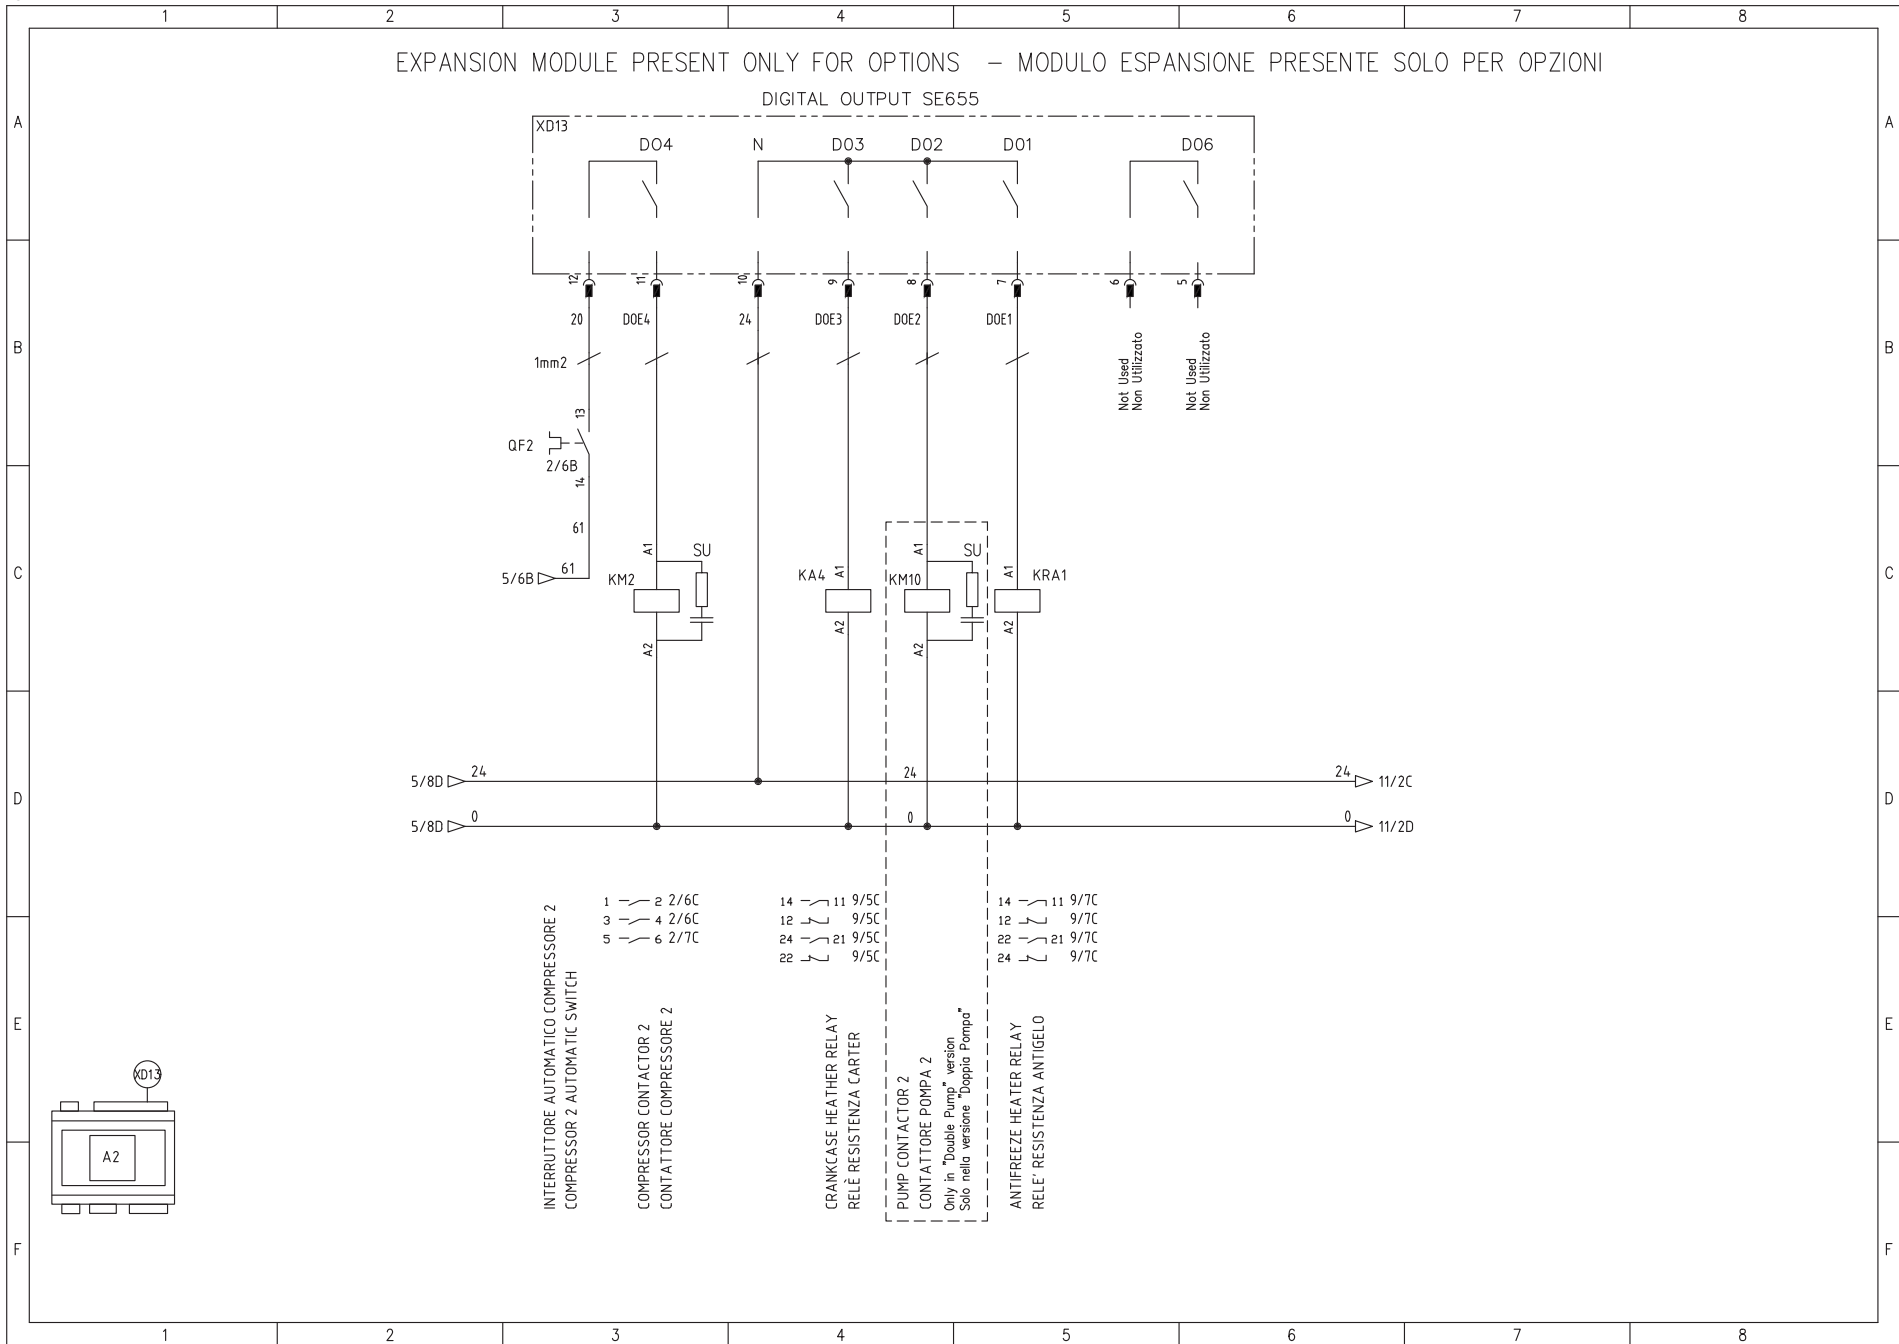 1 2 3 4 5 6 7 8
EXPANSION MODULE PRESENT ONLY FOR OPTIONS – MODULO ESPANSIONE PRESENTE SOLO PER OPZIONI
DIGITAL OUTPUT SE655
A
A
XD13
DO4 N DO3 DO2 DO1 DO6
12 11 10 9 8 7 6 5
20 DOE4 24 DOE3 DOE2 DOE1
B
B
1mm2
Not Used
Non Utilizzato
Not Used
Non Utilizzato
13
QF2
2/6B
14
61
5/6B 61
C
C
A1 SU
KM2
A2
KA4 A1
A2
A1 SU
KM10
A2
A1 KRA1
A2
5/8D 24 24 24 11/2C
D
D
5/8D 0 0 0 11/2D
1 2 2/6C
3 4 2/6C
5 6 2/7C
14 11 9/5C
12 9/5C
24 21 9/5C
22 9/5C
14 11 9/7C
12 9/7C
22 21 9/7C
24 9/7C
E
E
INTERRUTTORE AUTOMATICO COMPRESSORE 2
COMPRESSOR 2 AUTOMATIC SWITCH
COMPRESSOR CONTACTOR 2
CONTATTORE COMPRESSORE 2
CRANKCASE HEATHER RELAY
RELÈ RESISTENZA CARTER
PUMP CONTACTOR 2
CONTATTORE POMPA 2
Only in "Double Pump" version
Solo nella versione "Doppia Pompa"
ANTIFREEZE HEATER RELAY
RELE' RESISTENZA ANTIGELO
XD13
A2
F
F
1 2 3 4 5 6 7 8